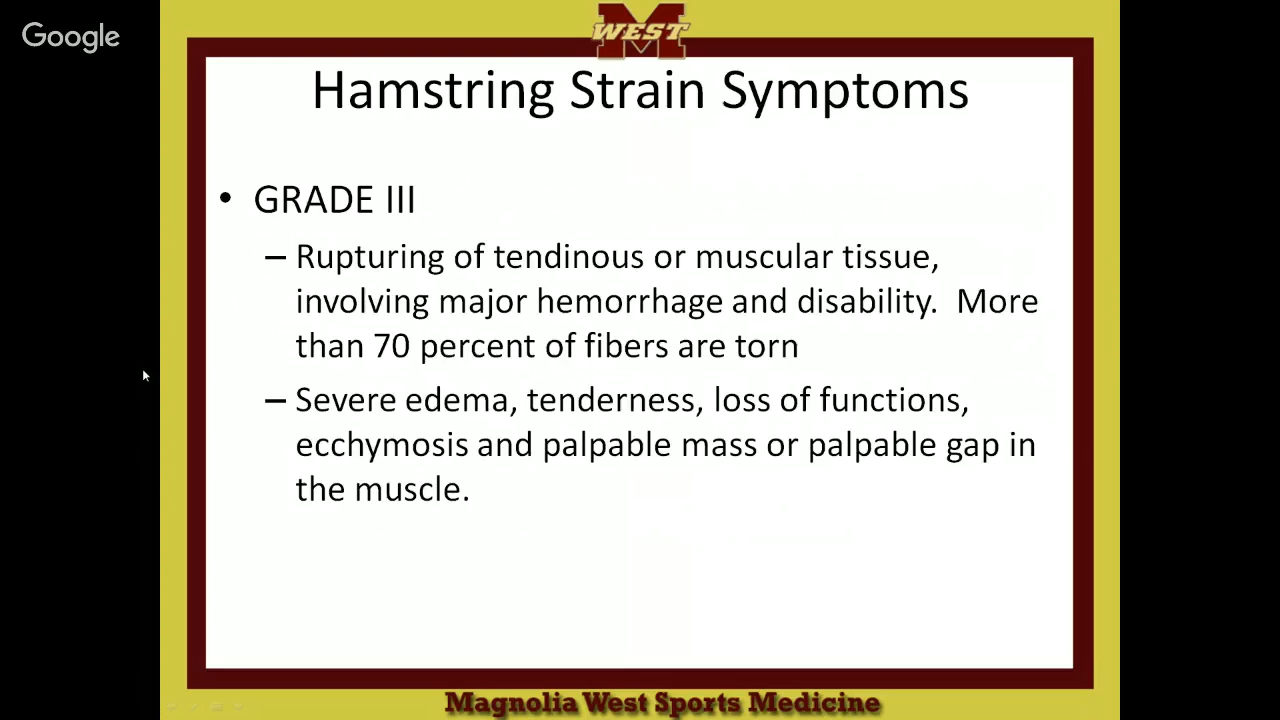 Google
M
WEST
Hamstring Strain Symptoms
• GRADE III
– Rupturing of tendinous or muscular tissue,
involving major hemorrhage and disability.  More
than 70 percent of fibers are torn
– Severe edema, tenderness, loss of functions,
ecchymosis and palpable mass or palpable gap in
the muscle.
Magnolia West Sports Medicine